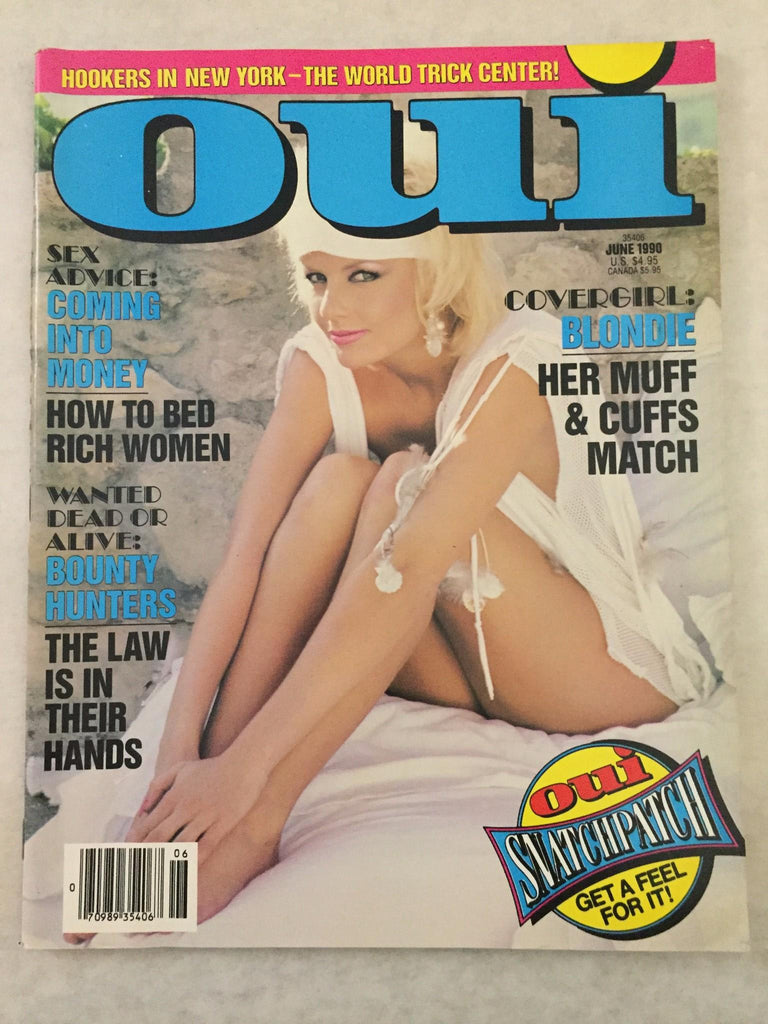 HOOKERS IN NEW YORK–THE WORLD TRICK CENTER!
oui
35406
JUNE 1990
U.S. $4.95
CANADA $5.95
SEX
ADVICE:
COMING
INTO
MONEY
HOW TO BED
RICH WOMEN
WANTED
DEAD OR
ALIVE:
BOUNTY
HUNTERS
THE LAW
IS IN
THEIR
HANDS
COVERGIRL:
BLONDIE
HER MUFF
& CUFFS
MATCH
oui
SNATCHPATCH
GET A FEEL
FOR IT!
06
0
70989 35406